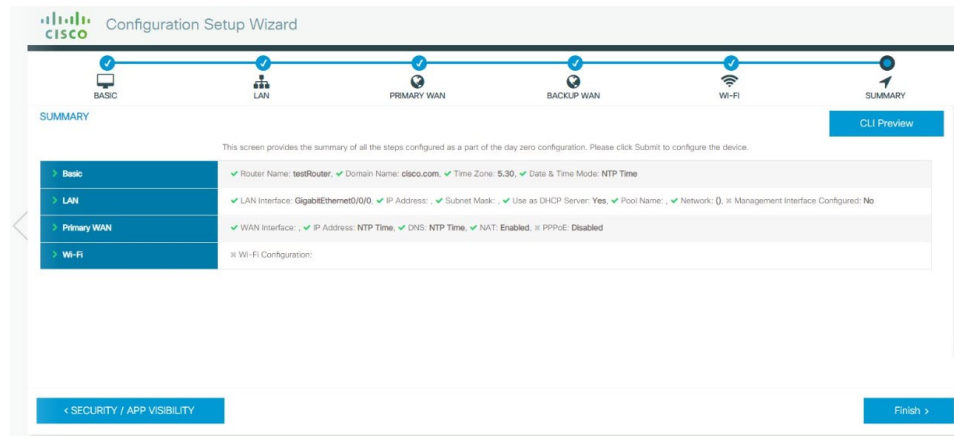 CISCO
Configuration Setup Wizard
BASIC LAN PRIMARY WAN BACKUP WAN WI-FI SUMMARY
SUMMARY
CLI Preview
This screen provides the summary of all the steps configured as a part of the day zero configuration. Please click Submit to configure the device.
> Basic ✔ Router Name: testRouter, ✔ Domain Name: cisco.com, ✔ Time Zone: 5.30, ✔ Date & Time Mode: NTP Time
> LAN ✔ LAN Interface: GigabitEthernet0/0/0, ✔ IP Address: , ✔ Subnet Mask: , ✔ Use as DHCP Server: Yes, ✔ Pool Name: , ✔ Network: (), ✖ Management Interface Configured: No
> Primary WAN ✔ WAN Interface: , ✔ IP Address: NTP Time, ✔ DNS: NTP Time, ✔ NAT: Enabled, ✖ PPPoE: Disabled
> Wi-Fi ✖ Wi-Fi Configuration:
< SECURITY / APP VISIBILITY
Finish >